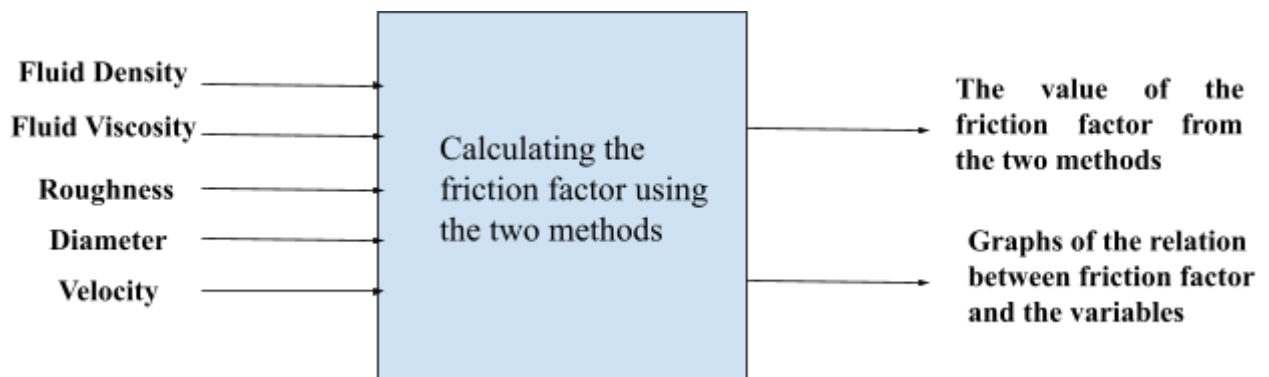 Fluid Density
Fluid Viscosity
Roughness
Diameter
Velocity
Calculating the
friction factor using
the two methods
The value of the
friction factor from
the two methods
Graphs of the relation
between friction factor
and the variables